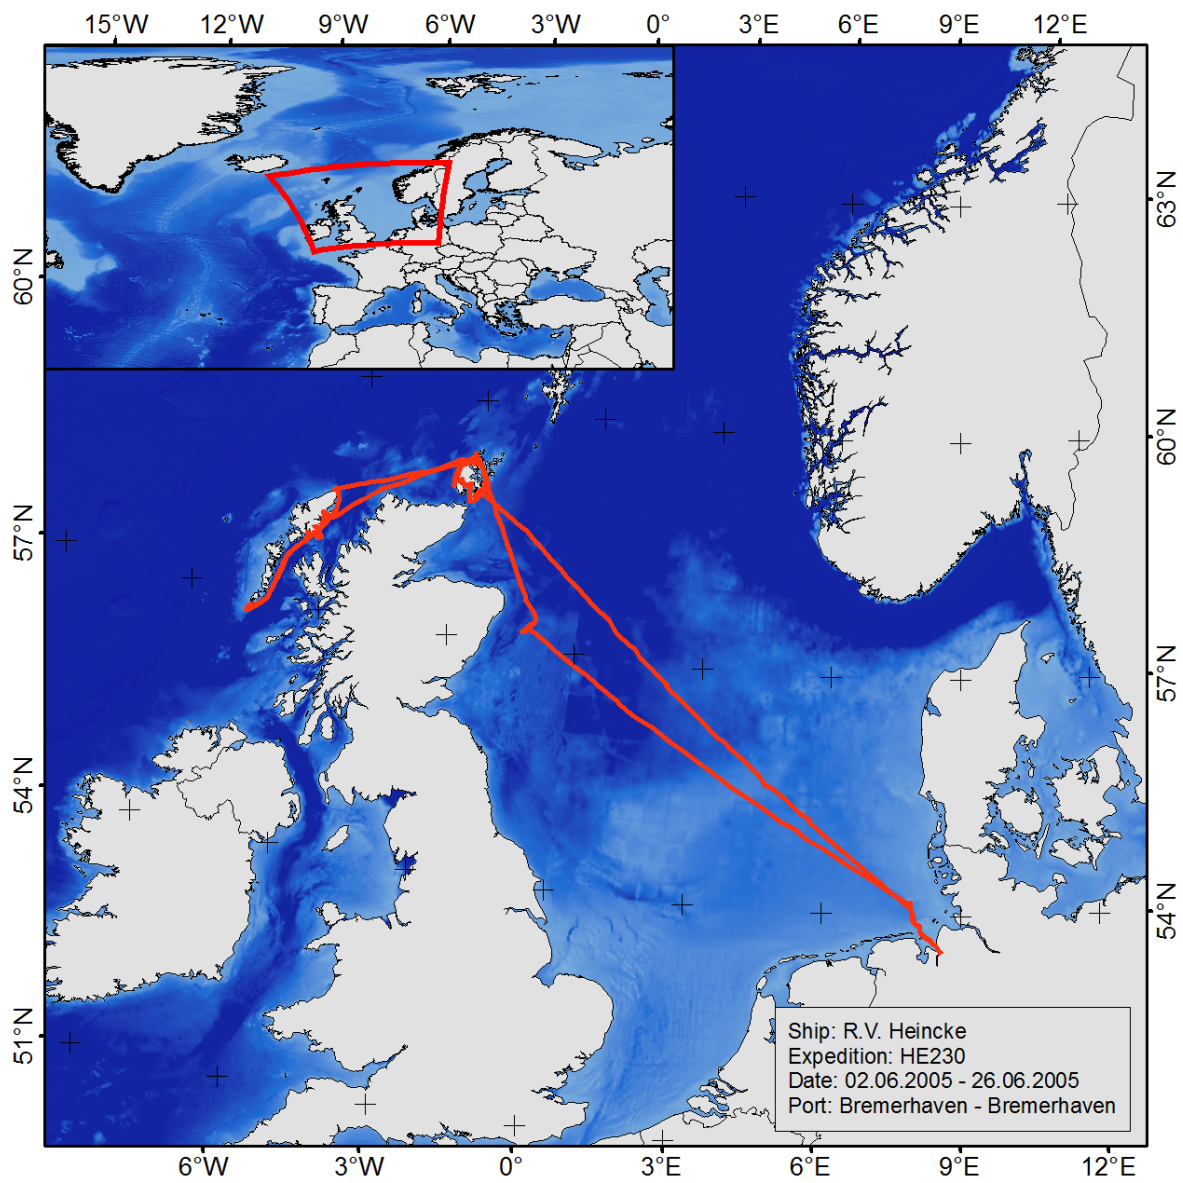 15°W 12°W 9°W 6°W 3°W 0° 3°E 6°E 9°E 12°E
63°N
60°N
60°N
57°N
57°N
54°N
54°N
51°N
Ship: R.V. Heincke
Expedition: HE230
Date: 02.06.2005 - 26.06.2005
Port: Bremerhaven - Bremerhaven
6°W 3°W 0° 3°E 6°E 9°E 12°E